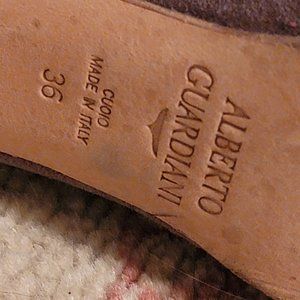 ALBERTO
GUARDIANI
CUOIO
MADE IN ITALY
36